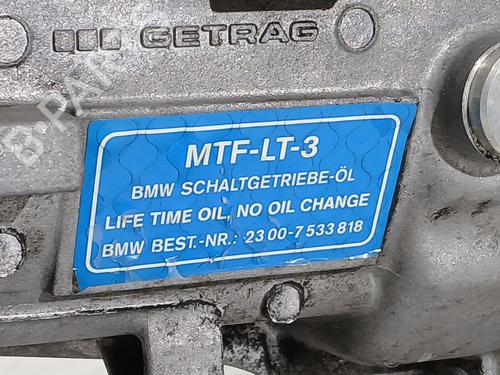 GETRAG
B-PARTS
MTF-LT-3
BMW SCHALTGETRIEBE-ÖL
LIFE TIME OIL, NO OIL CHANGE
BMW BEST.-NR.: 23 00-7 533 818